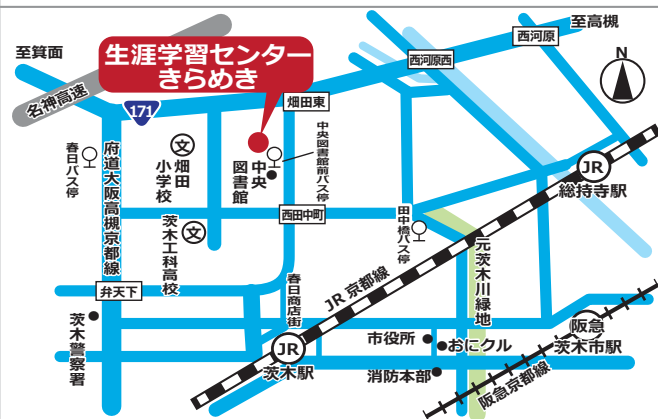 至箕面
名神高速
171
生涯学習センター
きらめき
至高槻
西河原
西河原西
N
畑田東
春日バス停
府道大阪高槻京都線
文
畑田
小学校
中央
図書館
中央図書館前バス停
JR
総持寺駅
文
茨木工科高校
西田中町
田中橋バス停
元茨木川緑地
JR 京都線
弁天下
春日商店街
茨木警察署
JR
茨木駅
市役所
おにクル
消防本部
阪急
茨木市駅
阪急京都線